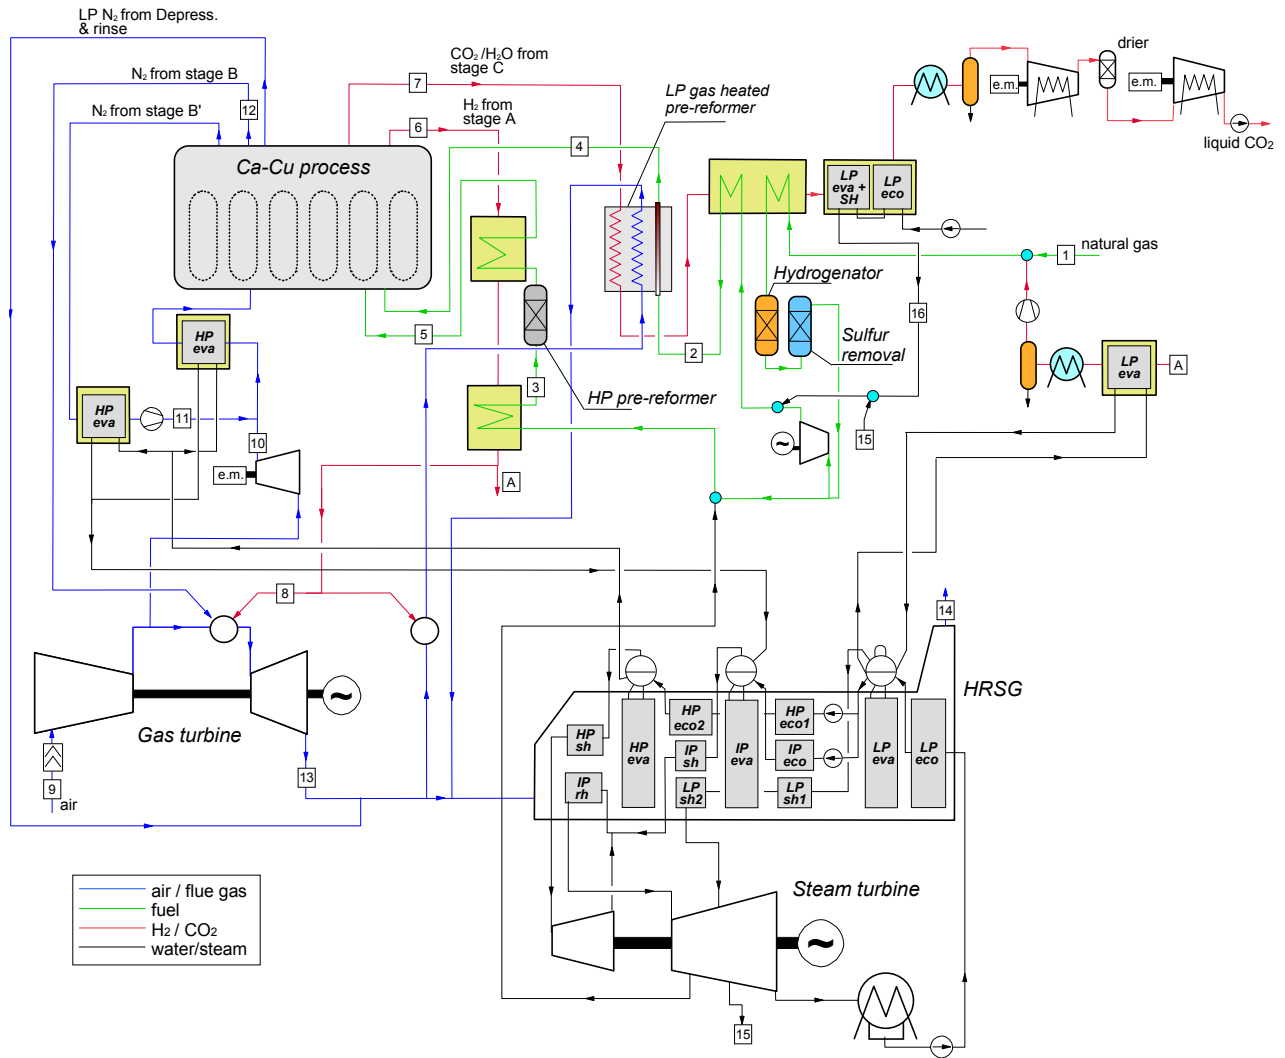 LP N₂ from Depress.
& rinse
N₂ from stage B
N₂ from stage B'
12
CO₂ /H₂O from
stage C
7
H₂ from
stage A
6
LP gas heated
pre-reformer
4
Ca-Cu process
drier
e.m.
e.m.
liquid CO₂
LP
eva +
SH
LP
eco
natural gas
1
Hydrogenator
Sulfur
removal
16
HP
eva
5
2
LP
eva
A
HP
eva
11
10
3
HP pre-reformer
15
~
e.m.
A
8
14
HRSG
~
Gas turbine
HP
sh
HP
eva
HP
eco2
IP
sh
IP
eva
HP
eco1
IP
eco
LP
eva
LP
eco
IP
rh
LP
sh2
LP
sh1
9
air
13
air / flue gas
fuel
H₂ / CO₂
water/steam
Steam turbine
~
15